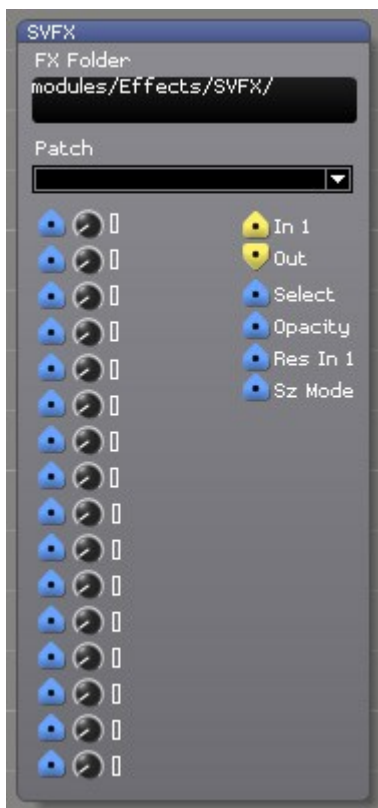 SVFX
FX Folder
modules/Effects/SVFX/
Patch
In 1
Out
Select
Opacity
Res In 1
Sz Mode